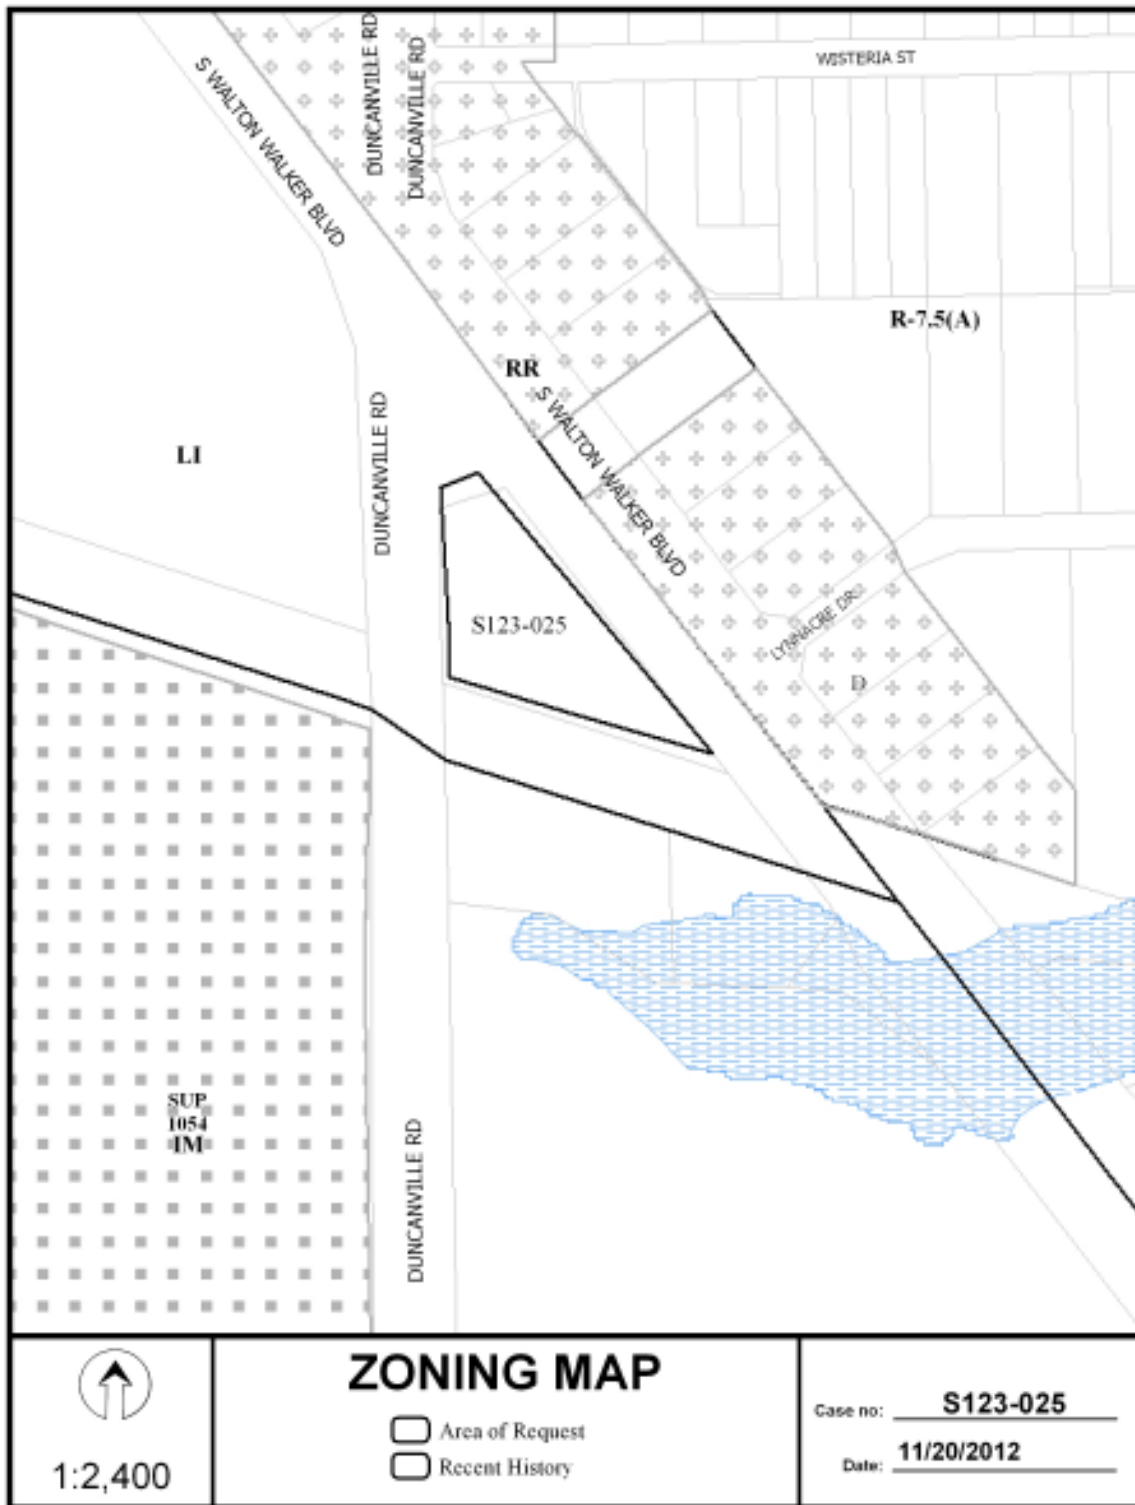 DUNCANVILLE RD
DUNCANVILLE RD
WISTERIA ST
S WALTON WALKER BLVD
R-7.5(A)
RR
S WALTON WALKER BLVD
LI
DUNCANVILLE RD
S123-025
LYNNACRE DR
D
SUP
1054
IM
DUNCANVILLE RD
ZONING MAP
Area of Request
Recent History
1:2,400
Case no: S123-025
Date: 11/20/2012